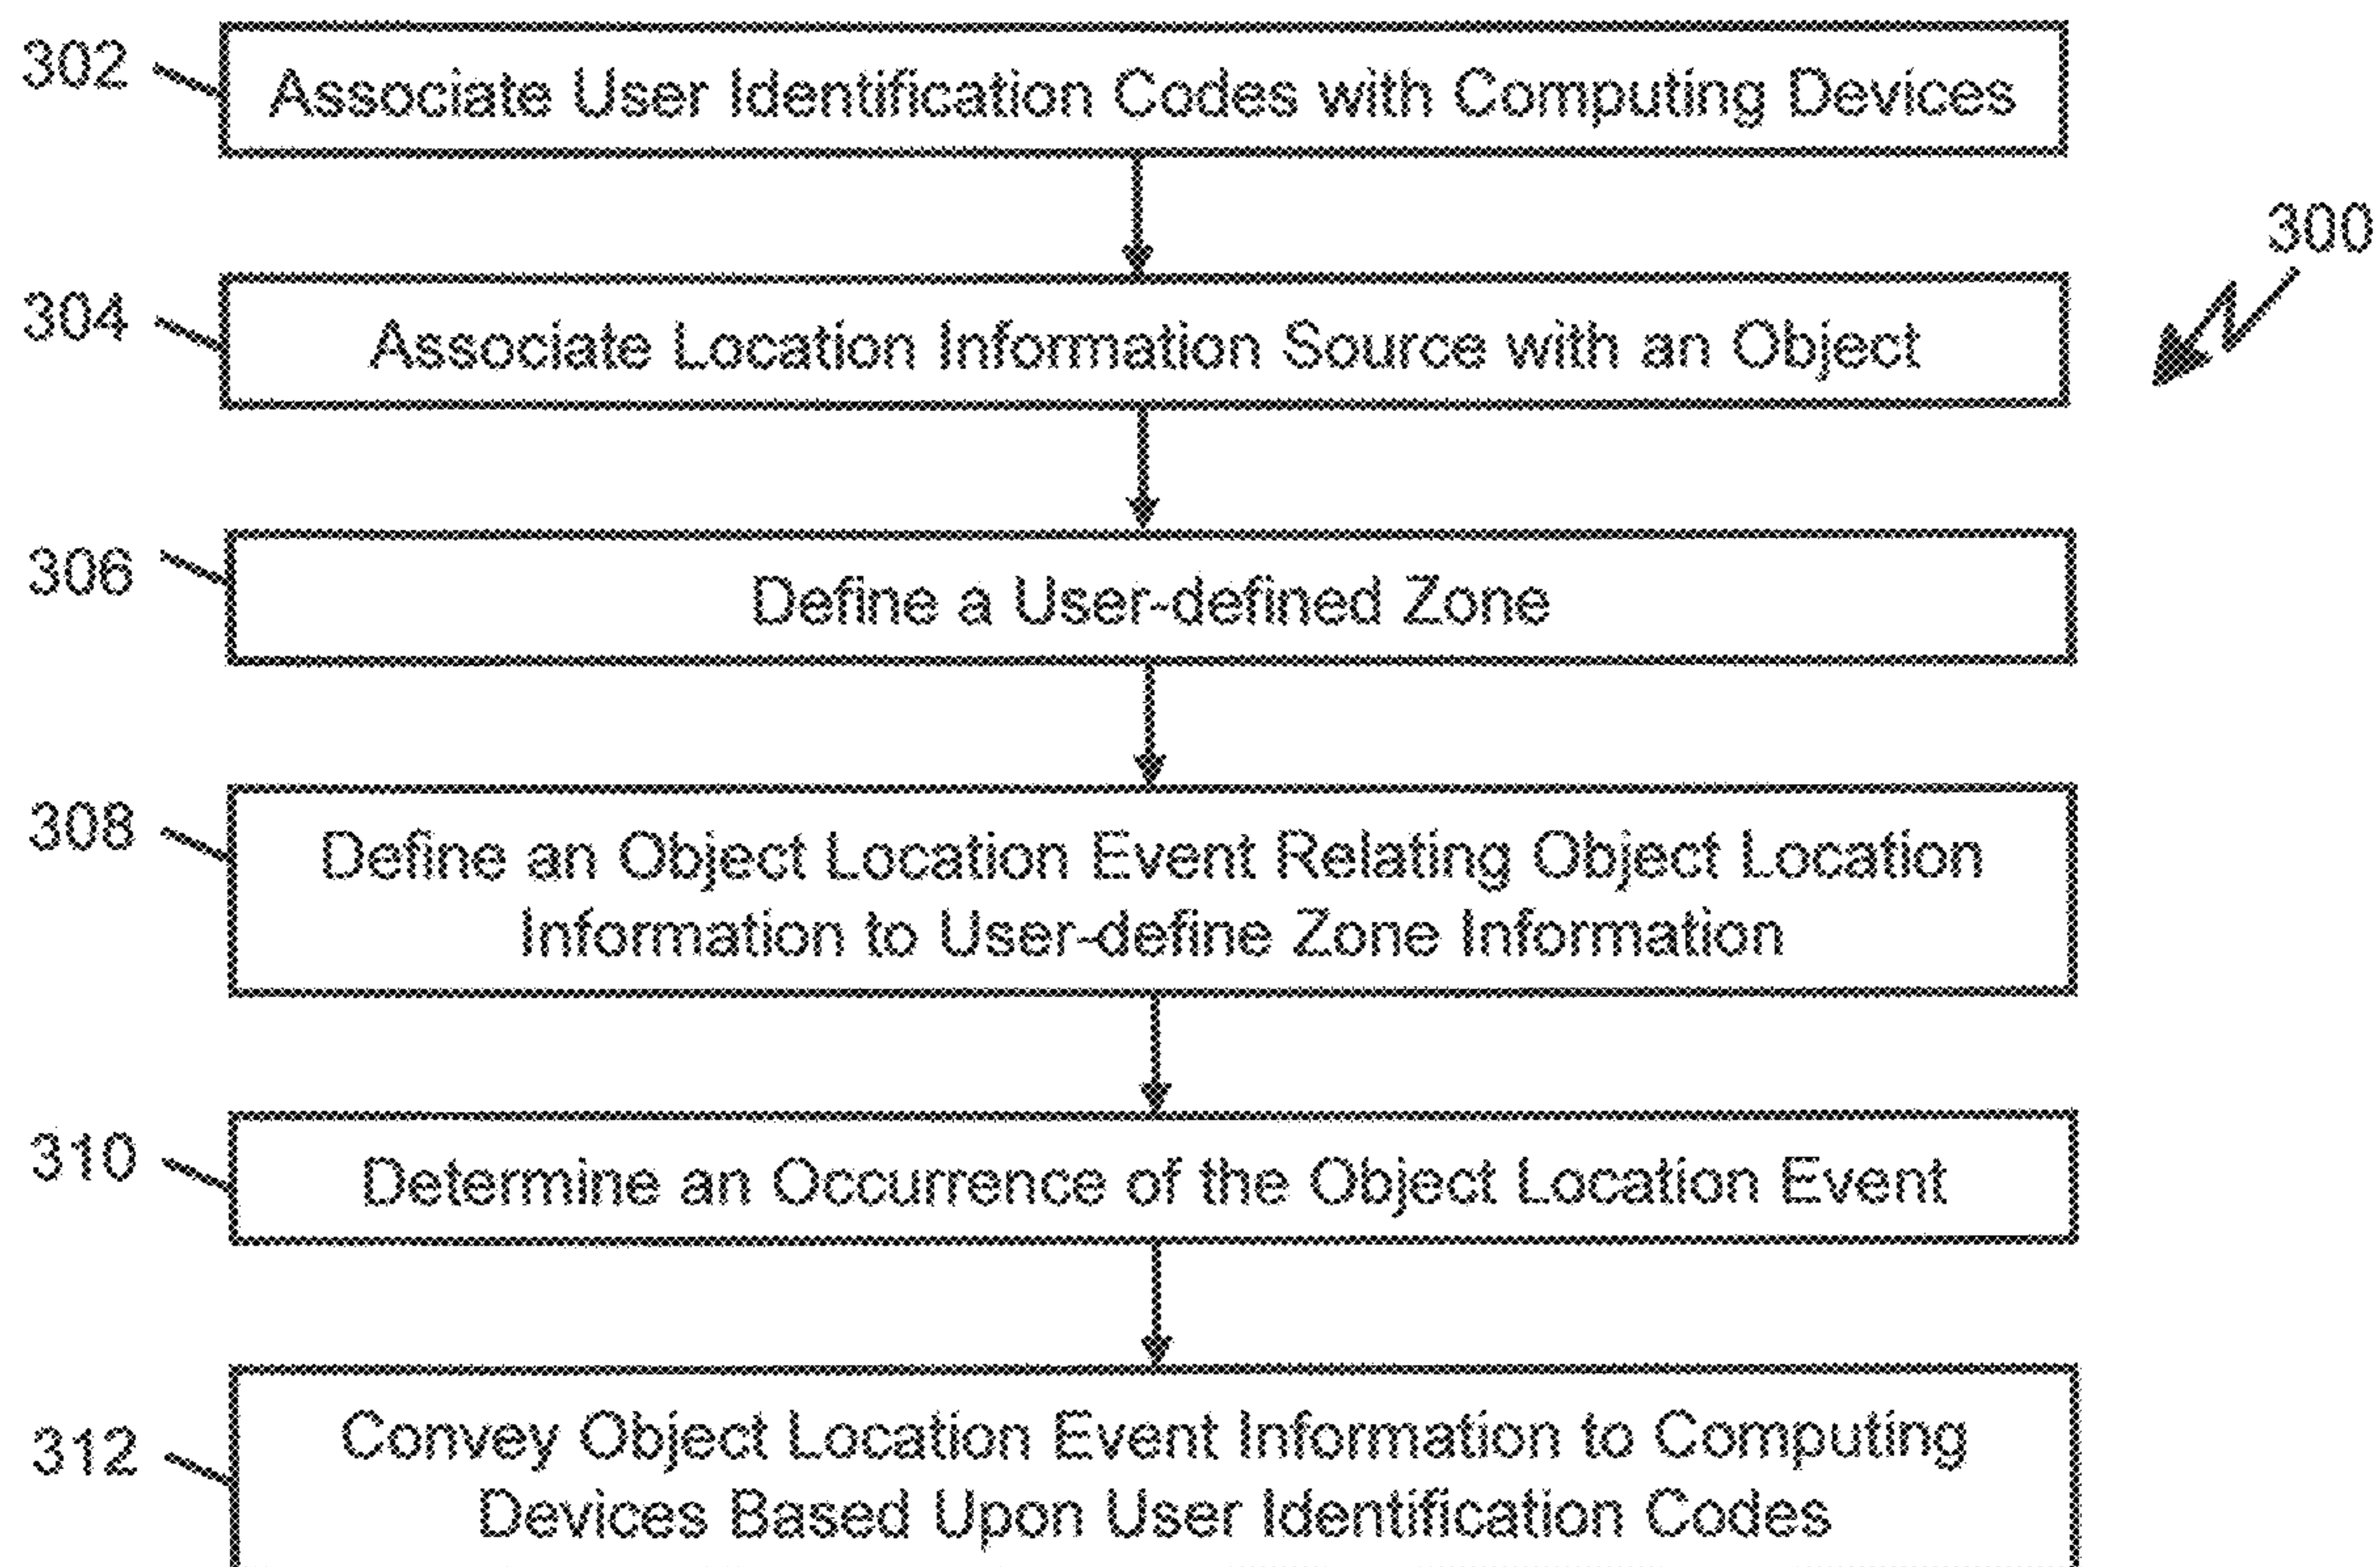 302
Associate User Identification Codes with Computing Devices
300
304
Associate Location Information Source with an Object
306
Define a User-defined Zone
308
Define an Object Location Event Relating Object Location
Information to User-define Zone Information
310
Determine an Occurrence of the Object Location Event
312
Convey Object Location Event Information to Computing
Devices Based Upon User Identification Codes